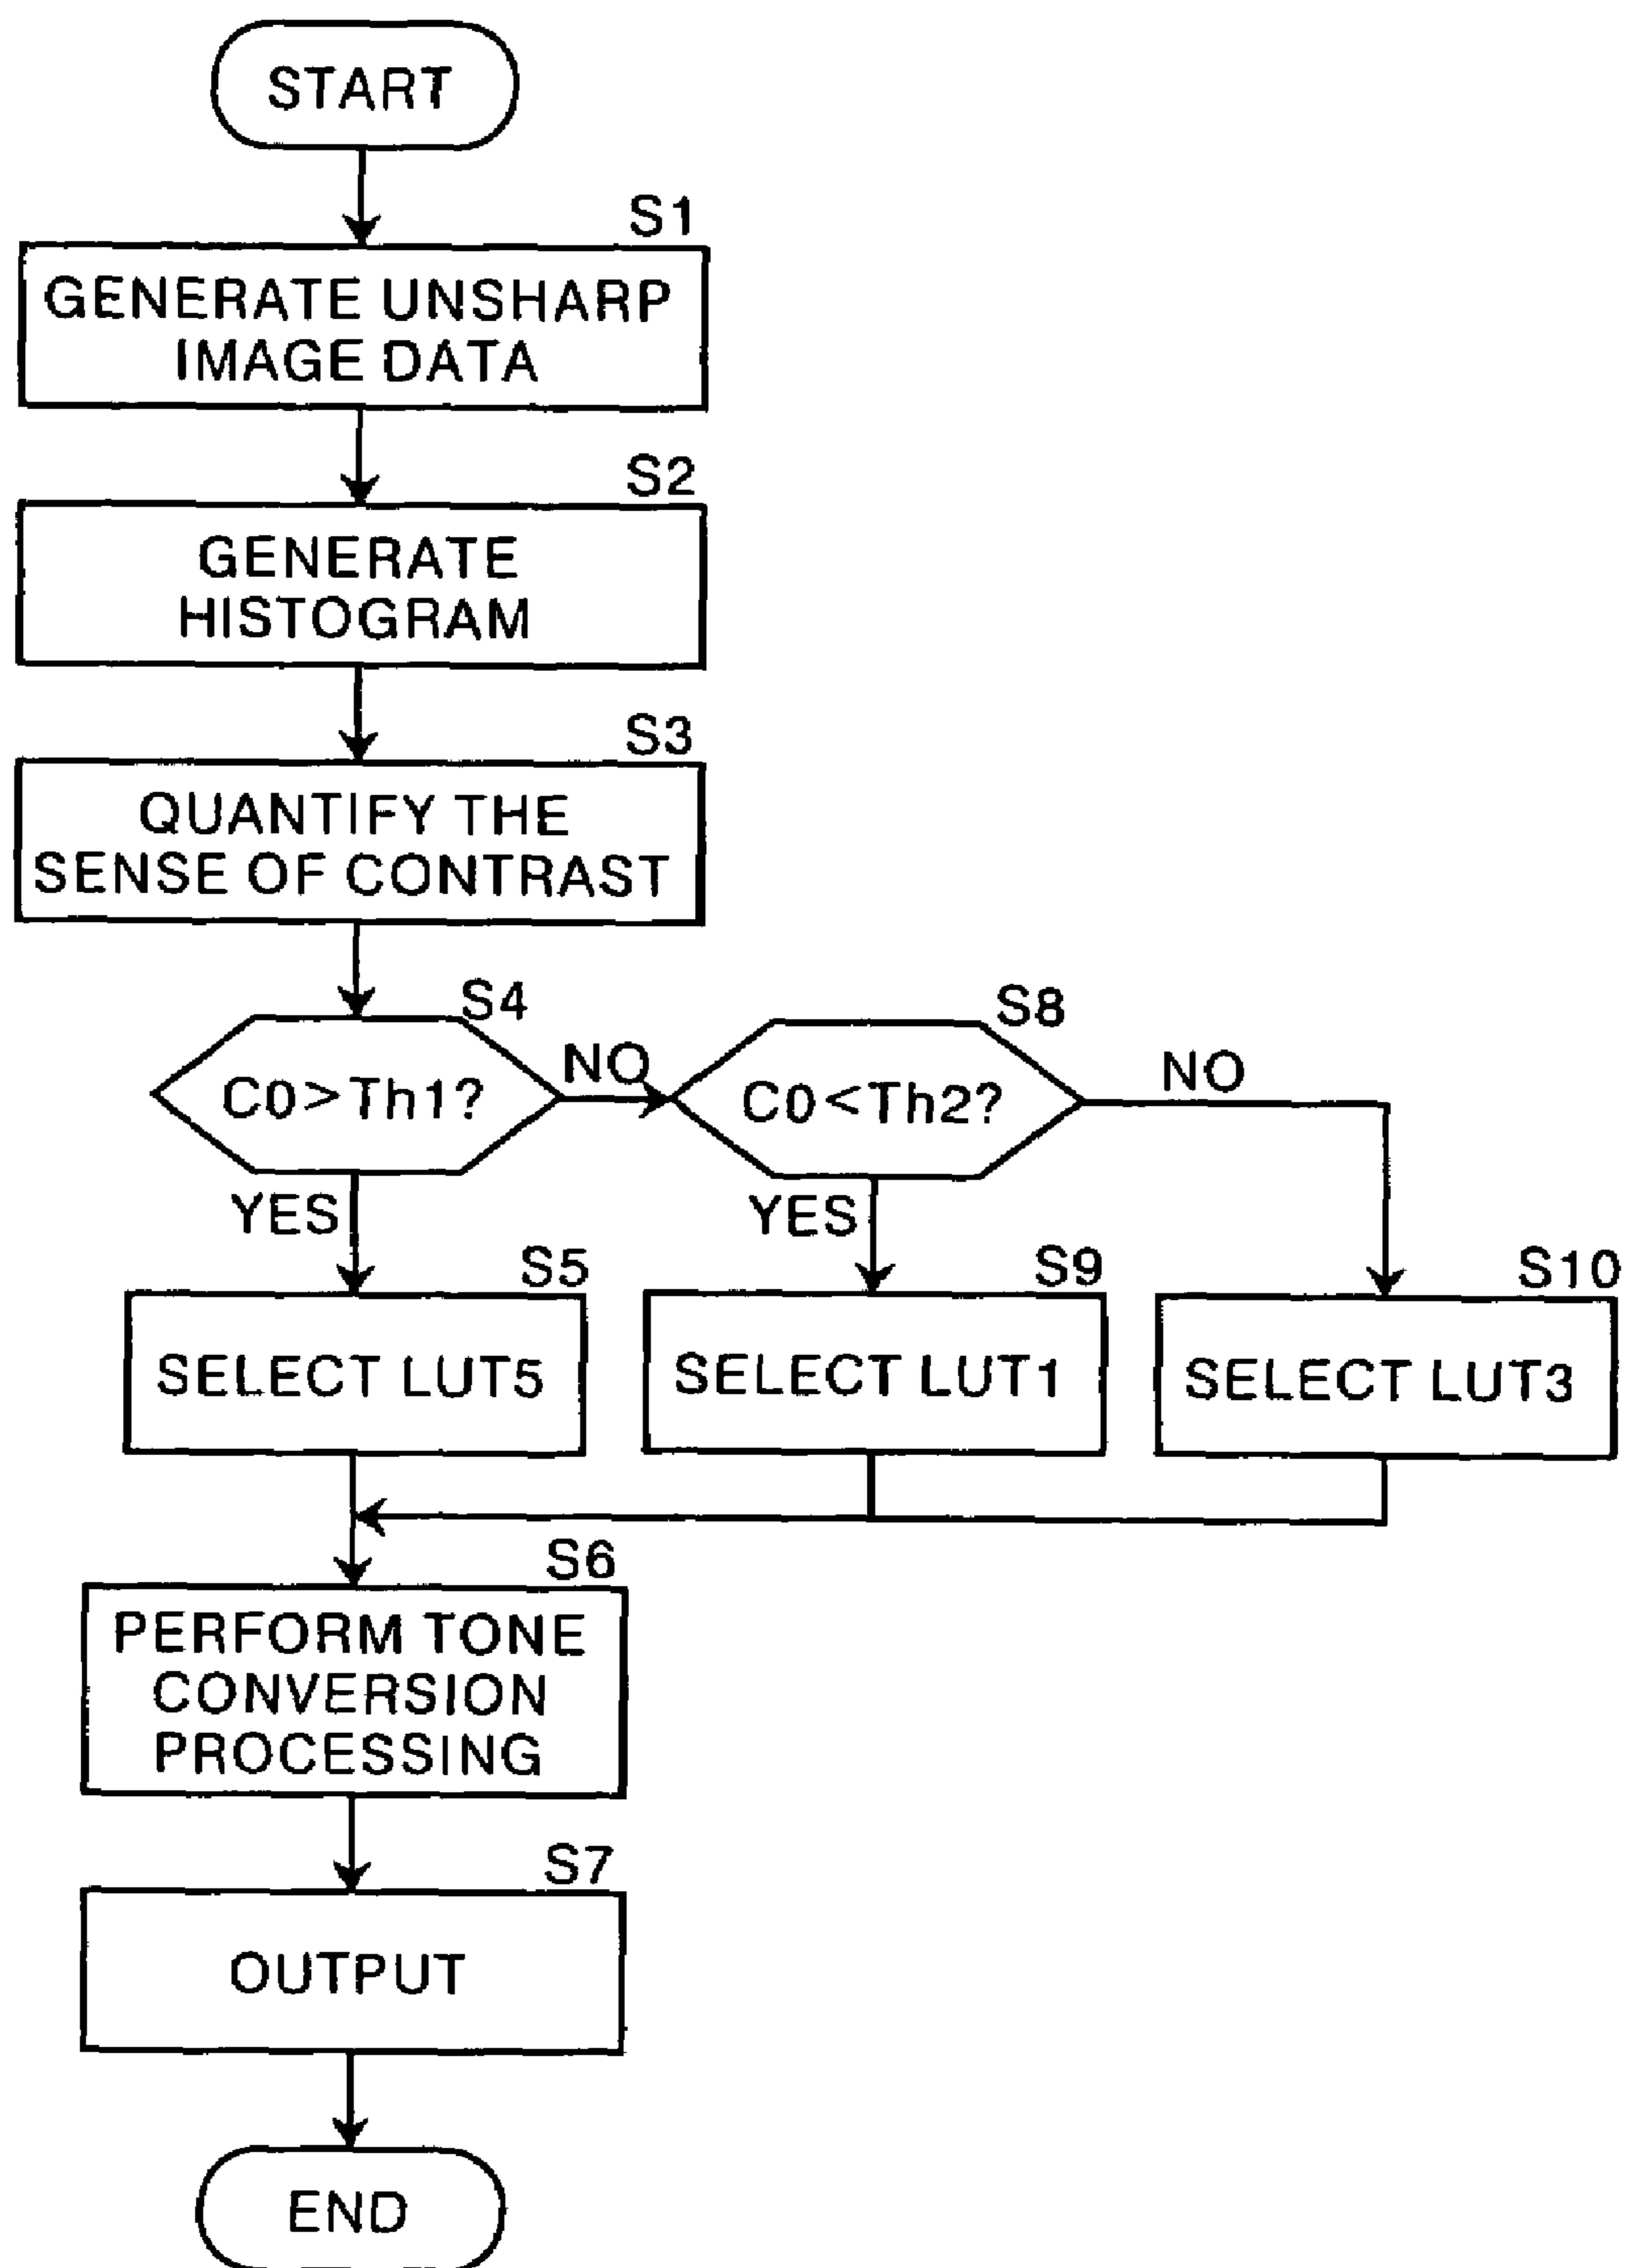 START
S1
GENERATE UNSHARP
IMAGE DATA
S2
GENERATE
HISTOGRAM
S3
QUANTIFY THE
SENSE OF CONTRAST
S4
C0>Th1?
NO
S8
C0<Th2?
NO
YES
YES
S5
SELECT LUT5
S9
SELECT LUT1
S10
SELECT LUT3
S6
PERFORM TONE
CONVERSION
PROCESSING
S7
OUTPUT
END